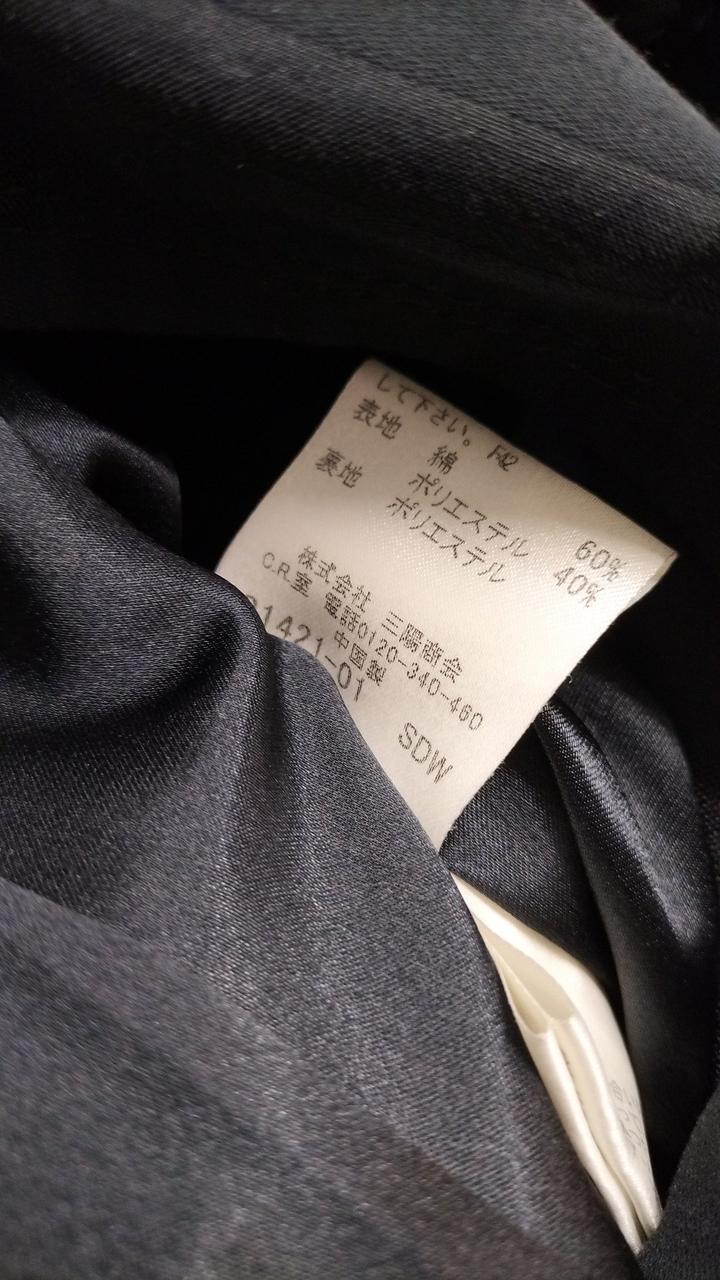 して下さい。 F42
表地 綿 60%
ポリエステル 40%
裏地 ポリエステル
株式会社 三陽商会
C.R.室 電話0120-340-460
中国製
1421-01 SDW